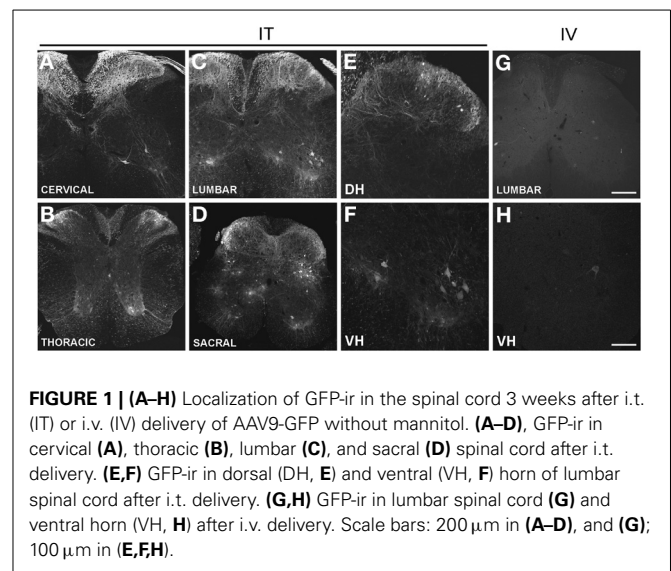 IT IV
A C E G
CERVICAL LUMBAR DH LUMBAR
B D F H
THORACIC SACRAL VH VH
FIGURE 1 | (A–H) Localization of GFP-ir in the spinal cord 3 weeks after i.t.
(IT) or i.v. (IV) delivery of AAV9-GFP without mannitol. (A–D), GFP-ir in
cervical (A), thoracic (B), lumbar (C), and sacral (D) spinal cord after i.t.
delivery. (E,F) GFP-ir in dorsal (DH, E) and ventral (VH, F) horn of lumbar
spinal cord after i.t. delivery. (G,H) GFP-ir in lumbar spinal cord (G) and
ventral horn (VH, H) after i.v. delivery. Scale bars: 200 μm in (A–D), and (G);
100 μm in (E,F,H).